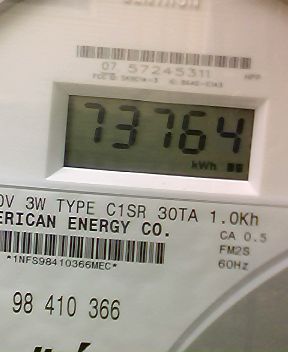 07 57245311
73764
kWh
0V 3W TYPE C1SR 30TA 1.0Kh
ERICAN ENERGY CO.
CA 0.5
FM2S
60Hz
*1NFS98410366MEC*
98 410 366